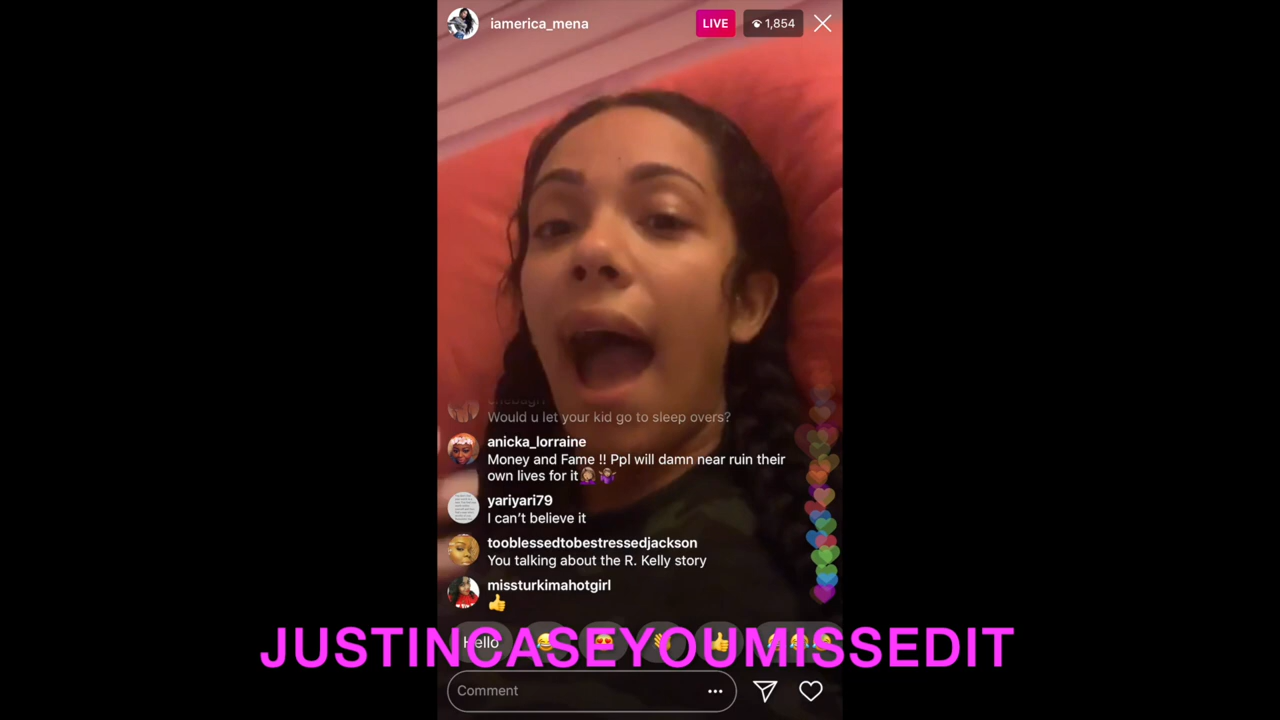 iamerica_mena
LIVE
1,854
Would u let your kid go to sleep overs?
anicka_lorraine
Money and Fame !! Ppl will damn near ruin their
own lives for it🤦🏼‍♀️🤷🏽‍♀️
yariyari79
I can't believe it
tooblessedtobestressedjackson
You talking about the R. Kelly story
missturkimahotgirl
👍
Hello
JUSTINCASEYOUMISSEDIT
Comment